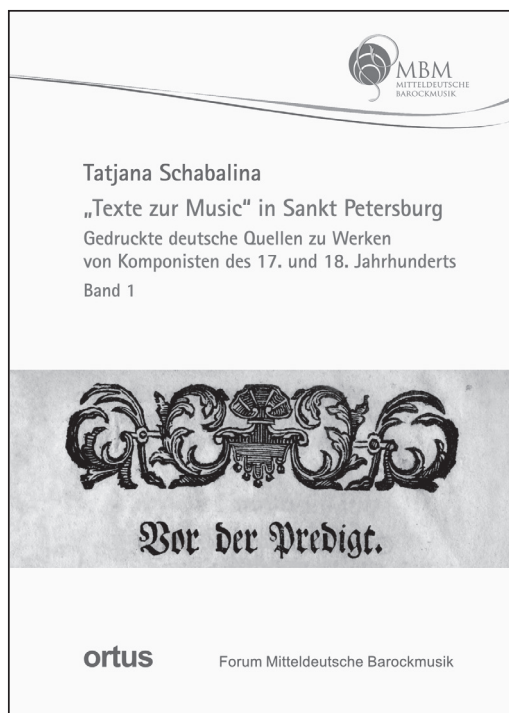 MBM
MITTELDEUTSCHE
BAROCKMUSIK
Tatjana Schabalina
„Texte zur Music“ in Sankt Petersburg
Gedruckte deutsche Quellen zu Werken
von Komponisten des 17. und 18. Jahrhunderts
Band 1
Vor der Predigt.
ortus
Forum Mitteldeutsche Barockmusik